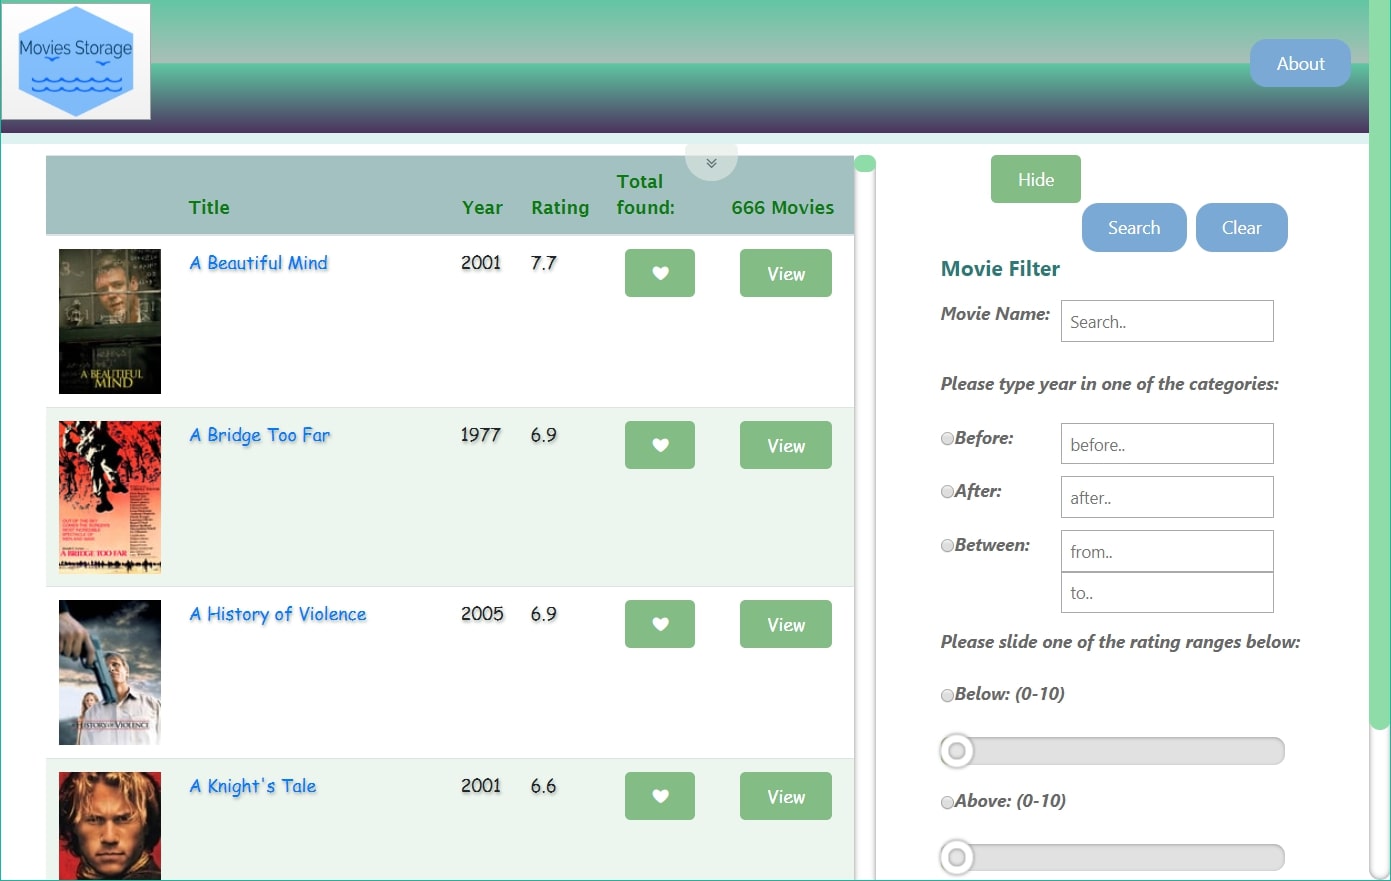 Movies Storage
About
Title Year Rating Total found: 666 Movies
A Beautiful Mind 2001 7.7 View
A BEAUTIFUL
MIND
A Bridge Too Far 1977 6.9 View
A BRIDGE TOO FAR
A History of Violence 2005 6.9 View
A HISTORY OF VIOLENCE
A Knight's Tale 2001 6.6 View
Hide
Search Clear
Movie Filter
Movie Name: Search..
Please type year in one of the categories:
Before: before..
After: after..
Between: from..
to..
Please slide one of the rating ranges below:
Below: (0-10)
Above: (0-10)